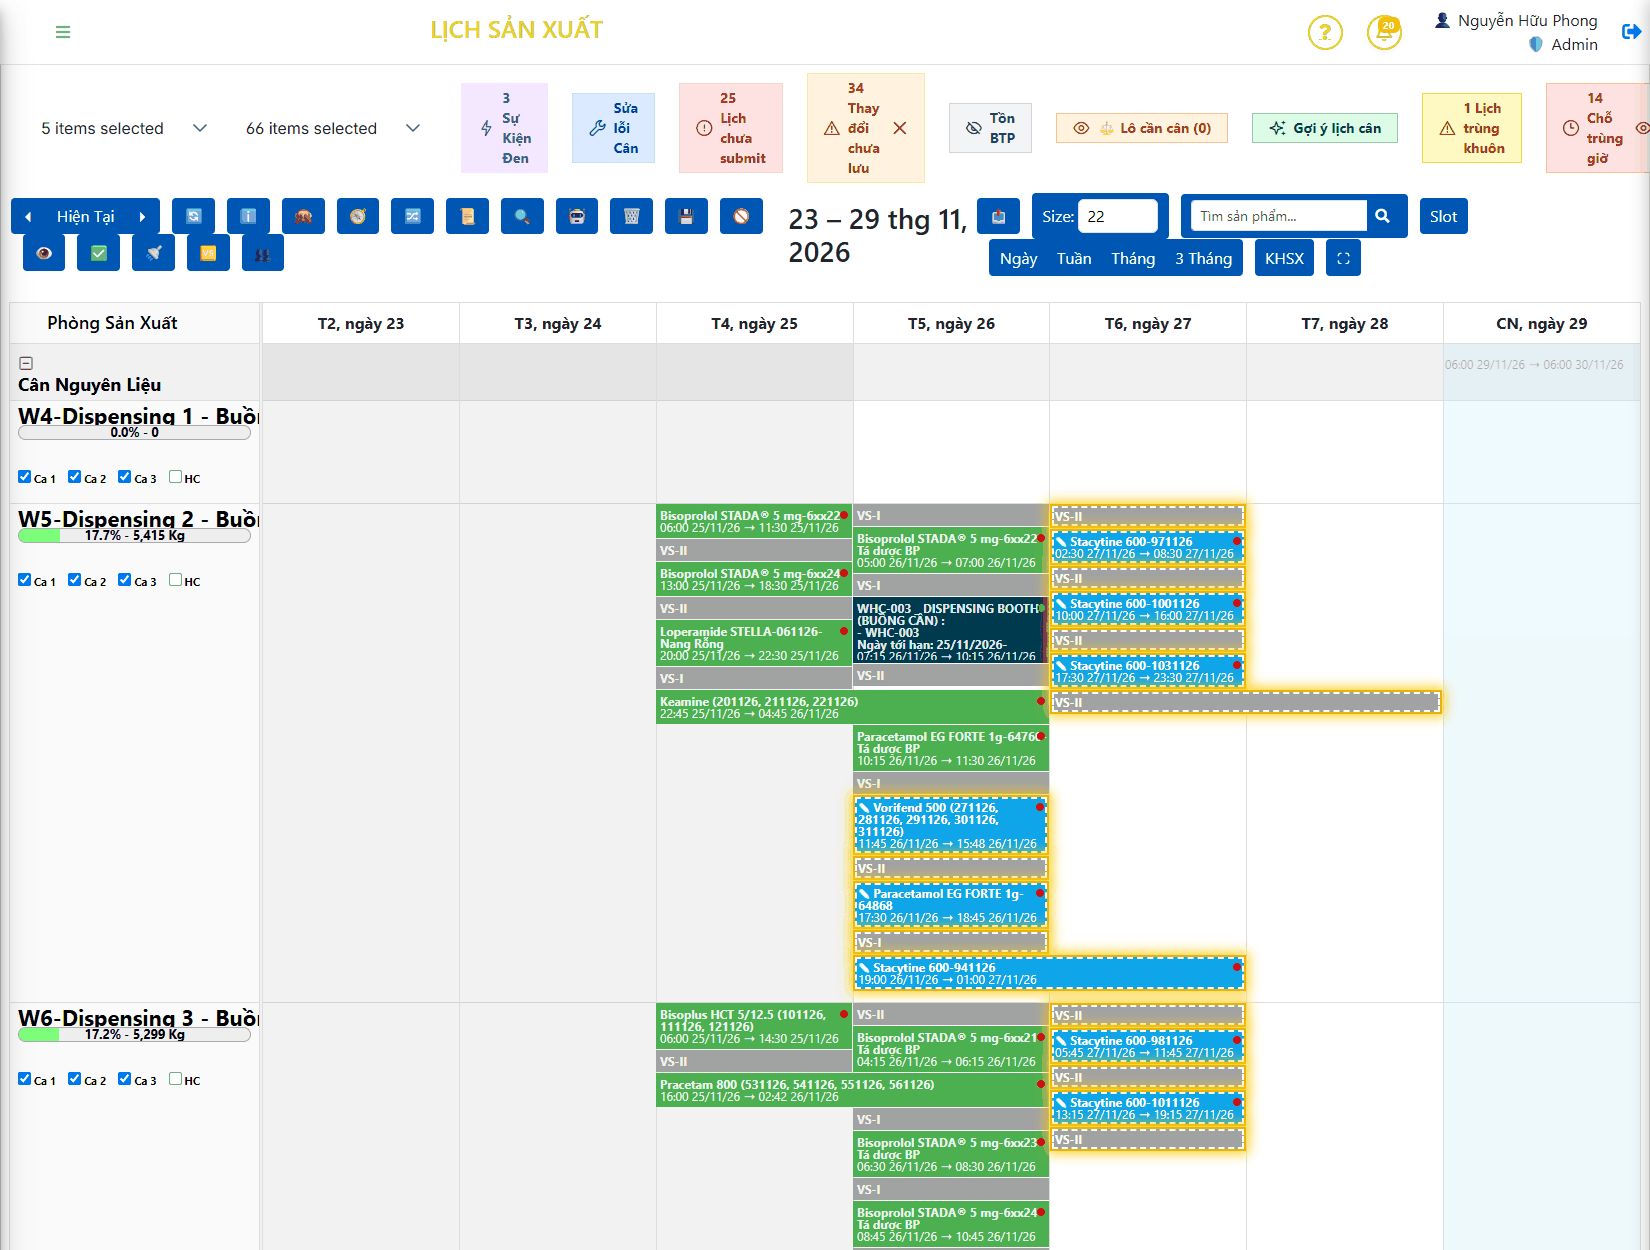 LỊCH SẢN XUẤT
20
Nguyễn Hữu Phong
Admin
5 items selected
66 items selected
3 Sự Kiện Đen
Sửa lỗi Cân
25 Lịch chưa submit
34 Thay đổi chưa lưu
Tồn BTP
Lô cần cân (0)
Gợi ý lịch cân
1 Lịch trùng khuôn
14 Chỗ trùng giờ
Hiện Tại
23 – 29 thg 11, 2026
Size: 22
Tìm sản phẩm...
Slot
Ngày Tuần Tháng 3 Tháng
KHSX
Phòng Sản Xuất
T2, ngày 23
T3, ngày 24
T4, ngày 25
T5, ngày 26
T6, ngày 27
T7, ngày 28
CN, ngày 29
Cân Nguyên Liệu
06:00 29/11/26 → 06:00 30/11/26
W4-Dispensing 1 - Buồ
0.0% - 0
Ca 1 Ca 2 Ca 3 HC
W5-Dispensing 2 - Buồ
17.7% - 5,415 Kg
Ca 1 Ca 2 Ca 3 HC
Bisoprolol STADA® 5 mg-6xx22
06:00 25/11/26 → 11:30 25/11/26
VS-II
Bisoprolol STADA® 5 mg-6xx24
13:00 25/11/26 → 18:30 25/11/26
VS-II
Loperamide STELLA-061126-
Nang Rỗng
20:00 25/11/26 → 22:30 25/11/26
VS-I
Keamine (201126, 211126, 221126)
22:45 25/11/26 → 04:45 26/11/26
VS-I
Bisoprolol STADA® 5 mg-6xx22
Tá dược BP
05:00 26/11/26 → 07:00 26/11/26
VS-I
WHC-003 _DISPENSING BOOTH
(BUỒNG CÂN) :
- WHC-003
Ngày tới hạn: 25/11/2026-
07:15 26/11/26 → 10:15 26/11/26
VS-II
Paracetamol EG FORTE 1g-6476
Tá dược BP
10:15 26/11/26 → 11:30 26/11/26
VS-I
Vorifend 500 (271126,
281126, 291126, 301126,
311126)
11:45 26/11/26 → 15:48 26/11/26
VS-II
Paracetamol EG FORTE 1g-
64868
17:30 26/11/26 → 18:45 26/11/26
VS-I
Stacytine 600-941126
19:00 26/11/26 → 01:00 27/11/26
VS-II
Stacytine 600-971126
02:30 27/11/26 → 08:30 27/11/26
VS-II
Stacytine 600-1001126
10:00 27/11/26 → 16:00 27/11/26
VS-II
Stacytine 600-1031126
17:30 27/11/26 → 23:30 27/11/26
VS-II
W6-Dispensing 3 - Buồ
17.2% - 5,299 Kg
Ca 1 Ca 2 Ca 3 HC
Bisoplus HCT 5/12.5 (101126,
111126, 121126)
06:00 25/11/26 → 14:30 25/11/26
VS-II
Pracetam 800 (531126, 541126, 551126, 561126)
16:00 25/11/26 → 02:42 26/11/26
VS-II
Bisoprolol STADA® 5 mg-6xx21
Tá dược BP
04:15 26/11/26 → 06:15 26/11/26
VS-I
Bisoprolol STADA® 5 mg-6xx23
Tá dược BP
06:30 26/11/26 → 08:30 26/11/26
VS-I
Bisoprolol STADA® 5 mg-6xx24
Tá dược BP
08:45 26/11/26 → 10:45 26/11/26
VS-II
Stacytine 600-981126
05:45 27/11/26 → 11:45 27/11/26
VS-II
Stacytine 600-1011126
13:15 27/11/26 → 19:15 27/11/26
VS-II